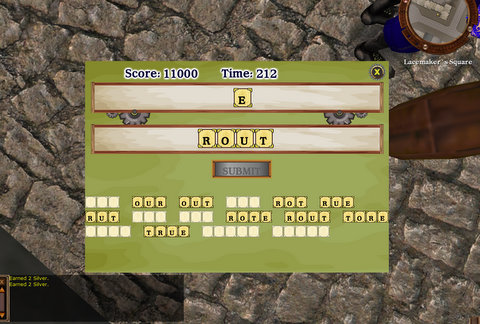 Lacemaker's Square
Score: 11000 Time: 212 X
E
ROUT
SUBMIT
OUR OUT ROT RUE
RUT ROTE ROUT TORE
TRUE
Earned 2 Silver.
Earned 2 Silver.